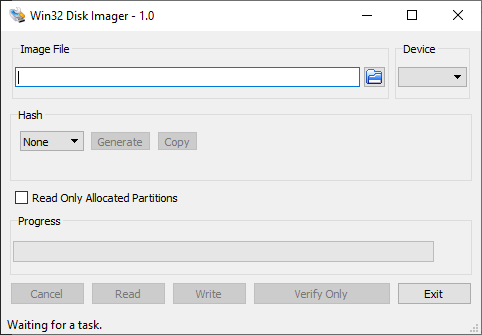 Win32 Disk Imager - 1.0
Image File
Device
Hash
None
Generate
Copy
Read Only Allocated Partitions
Progress
Cancel
Read
Write
Verify Only
Exit
Waiting for a task.